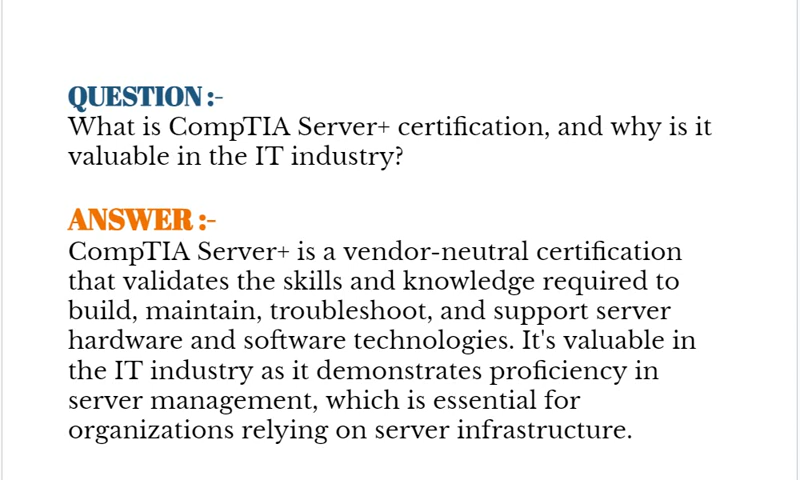 QUESTION :-
What is CompTIA Server+ certification, and why is it
valuable in the IT industry?
ANSWER :-
CompTIA Server+ is a vendor-neutral certification
that validates the skills and knowledge required to
build, maintain, troubleshoot, and support server
hardware and software technologies. It's valuable in
the IT industry as it demonstrates proficiency in
server management, which is essential for
organizations relying on server infrastructure.